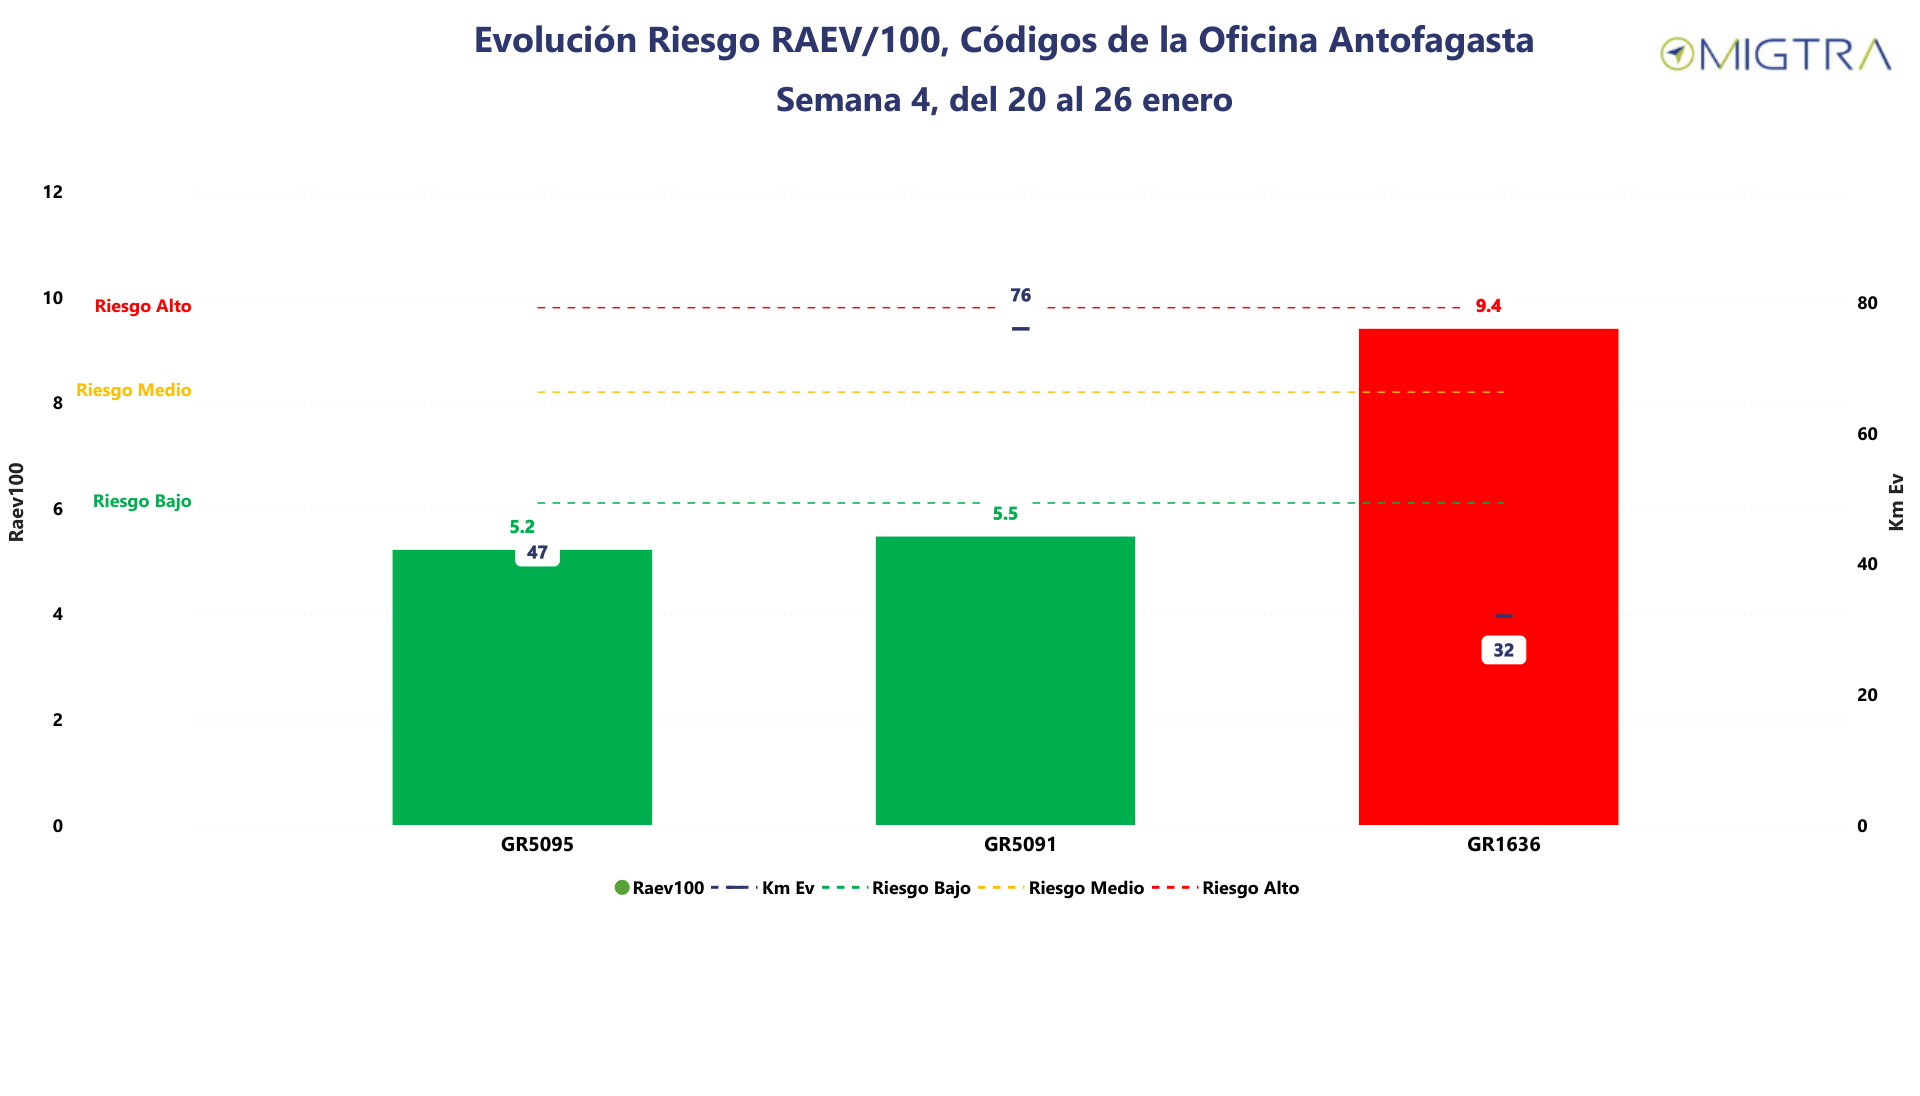 Evolución Riesgo RAEV/100, Códigos de la Oficina Antofagasta
Semana 4, del 20 al 26 enero
MIGTRA
12
10
8
6
4
2
0
Raev100
Riesgo Alto
Riesgo Medio
Riesgo Bajo
76
9.4
5.2
5.5
47
32
80
60
40
20
0
Km Ev
GR5095
GR5091
GR1636
Raev100
Km Ev
Riesgo Bajo
Riesgo Medio
Riesgo Alto